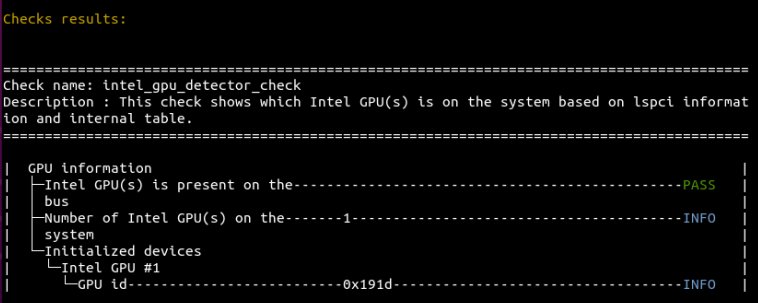 Checks results:
================================================================================
Check name: intel_gpu_detector_check
Description : This check shows which Intel GPU(s) is on the system based on lspci informat
ion and internal table.
================================================================================
|  GPU information                                                                      |
|  ├─Intel GPU(s) is present on the-----------------------------------------------PASS   |
|  │ bus                                                                                |
|  ├─Number of Intel GPU(s) on the-------1----------------------------------------INFO   |
|  │ system                                                                             |
|  └─Initialized devices                                                                |
|    └─Intel GPU #1                                                                     |
|      └─GPU id--------------------------0x191d-----------------------------------INFO   |